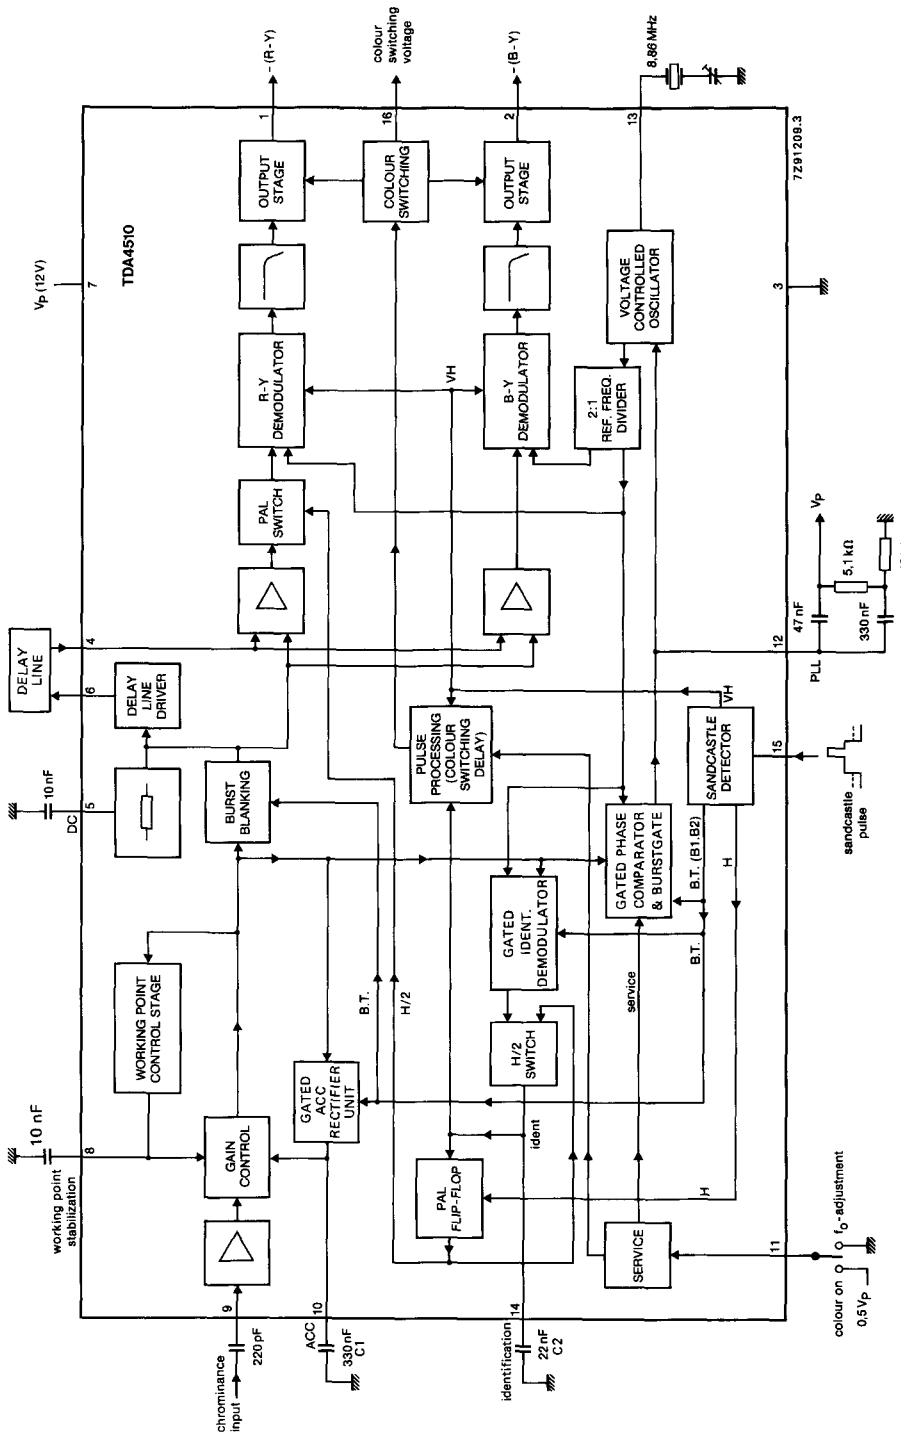 -(R-Y)
colour
switching
voltage
-(B-Y)
8,86 MHz
1
16
2
13
7Z91209.3
VP (12 V)
7
TDA4510
OUTPUT
STAGE
COLOUR
SWITCHING
OUTPUT
STAGE
VOLTAGE
CONTROLLED
OSCILLATOR
3
R-Y
DEMODULATOR
VH
B-Y
DEMODULATOR
2:1
REF. FREQ.
DIVIDER
PAL
SWITCH
VP
5,1 kΩ
47 nF
330 nF
12
PLL
DELAY
LINE
4
6
DELAY
LINE
DRIVER
10 nF
5
DC
BURST
BLANKING
PULSE
PROCESSING
(COLOUR
SWITCHING
DELAY)
VH
SANDCASTLE
DETECTOR
15
sandcastle
pulse
GATED PHASE
COMPARATOR
& BURSTGATE
B.T. (B1.B2)
H
B.T.
GATED
IDENT.
DEMODULATOR
WORKING POINT
CONTROL STAGE
B.T.
H/2
service
H/2
SWITCH
GATED
ACC
RECTIFIER
UNIT
10 nF
8
working point
stabilization
GAIN
CONTROL
ident
PAL
FLIP-FLOP
H
SERVICE
11
fo-adjustment
colour on
0,5 VP
9
220 pF
chrominance
input
10
ACC
330 nF
C1
14
identification
22 nF
C2